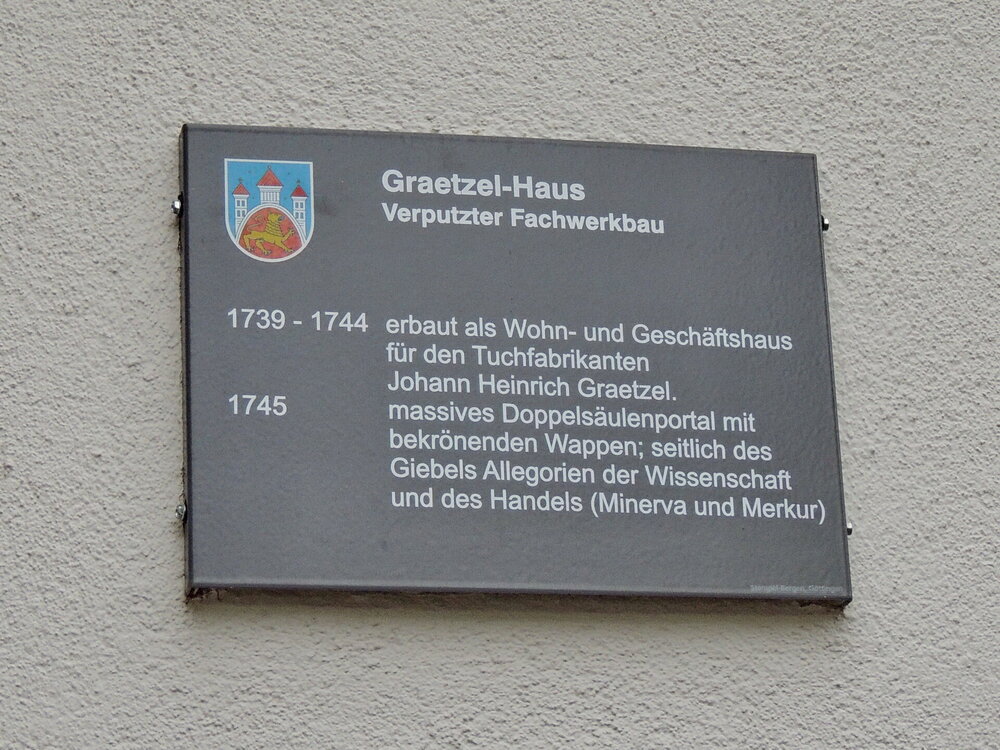 Graetzel-Haus
Verputzter Fachwerkbau
1739 - 1744 erbaut als Wohn- und Geschäftshaus
für den Tuchfabrikanten
Johann Heinrich Graetzel.
1745 massives Doppelsäulenportal mit
bekrönenden Wappen; seitlich des
Giebels Allegorien der Wissenschaft
und des Handels (Minerva und Merkur)